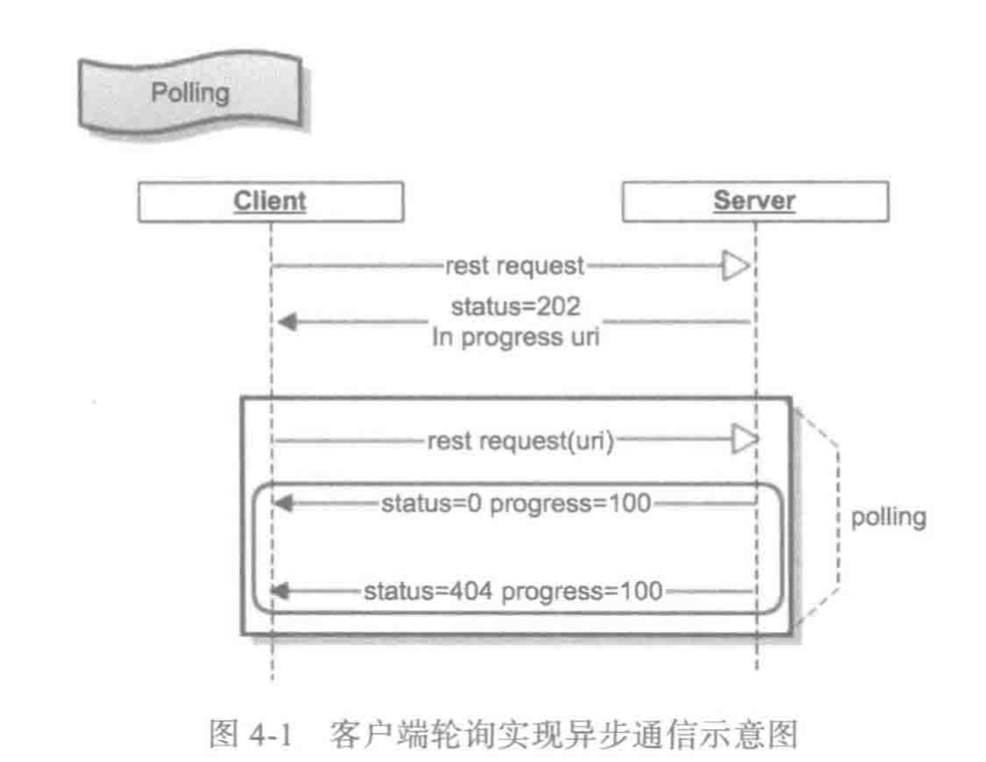 Polling
Client
Server
rest request
status=202
In progress uri
rest request(uri)
status=0 progress=100
polling
status=404 progress=100
图 4-1 客户端轮询实现异步通信示意图